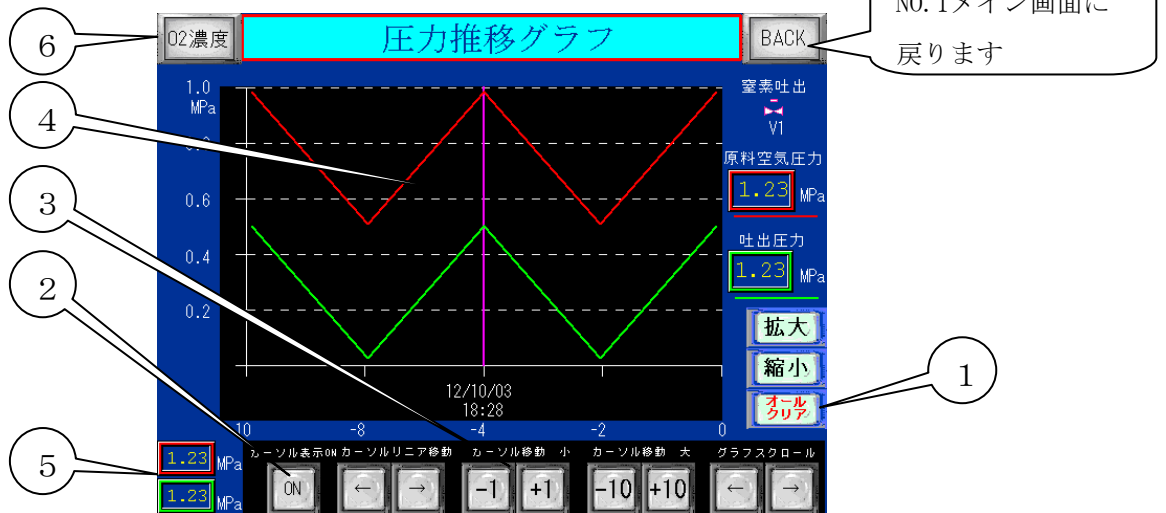 NO.1メイン画面に
戻ります
6
O2濃度
圧力推移グラフ
BACK
1.0
MPa
窒素吐出
V1
4
原料空気圧力
1.23 MPa
3
0.6
吐出圧力
1.23 MPa
0.4
2
0.2
拡大
縮小
オール
クリア
1
12/10/03
18:28
10 -8 -4 -2 0
5
カーソル表示ON カーソルリニア移動 カーソル移動 小 カーソル移動 大 グラフスクロール
1.23 MPa
ON ← → -1 +1 -10 +10 ← →
1.23 MPa